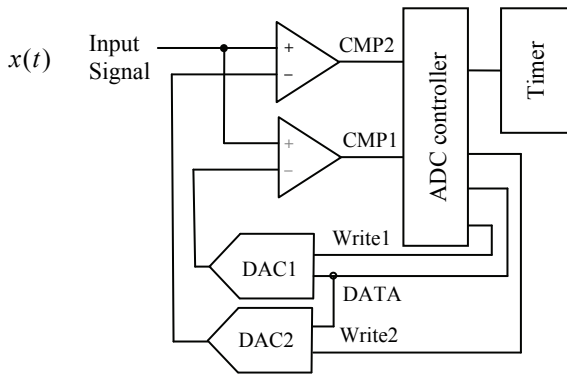 x(t)
Input
Signal
+
−
CMP2
+
−
CMP1
ADC controller
Timer
DAC1
Write1
DATA
DAC2
Write2